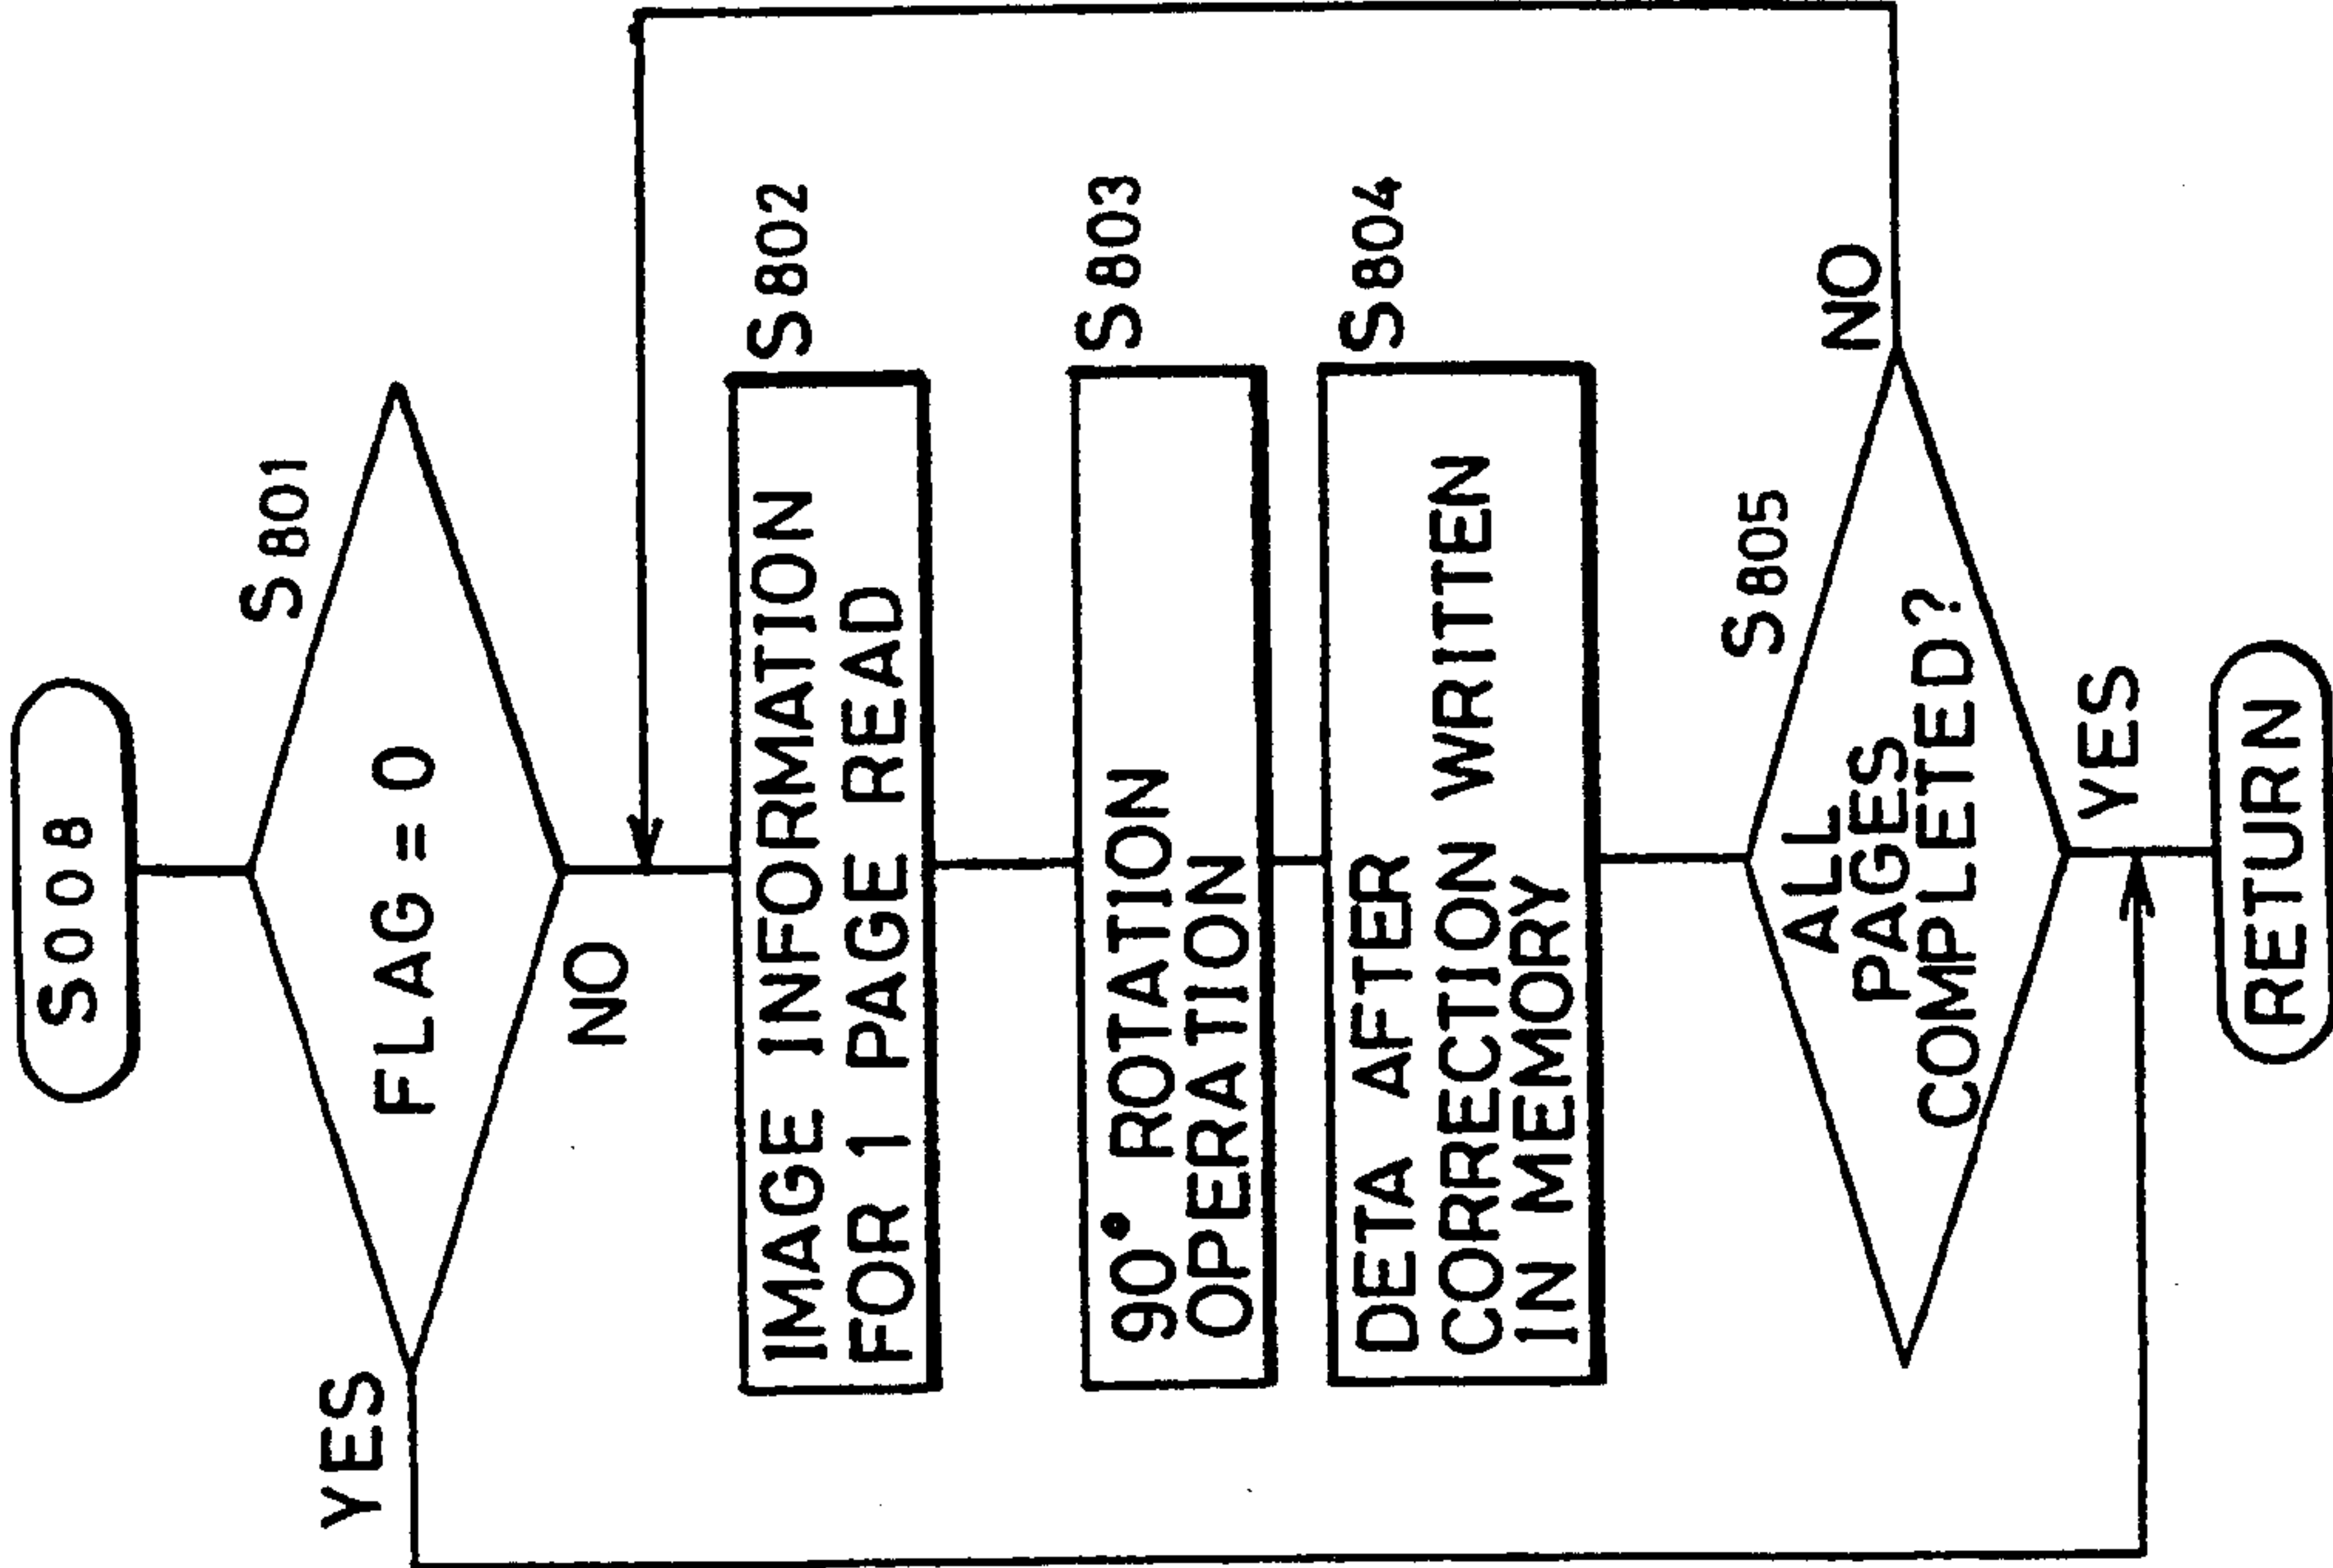 S008
S801
FLAG = 0
YES
NO
S802
IMAGE INFORMATION
FOR 1 PAGE READ
S803
90° ROTATION
OPERATION
S804
DETA AFTER
CORRECTION WRITTEN
IN MEMORY
S805
ALL
PAGES
COMPLETED?
NO
YES
RETURN